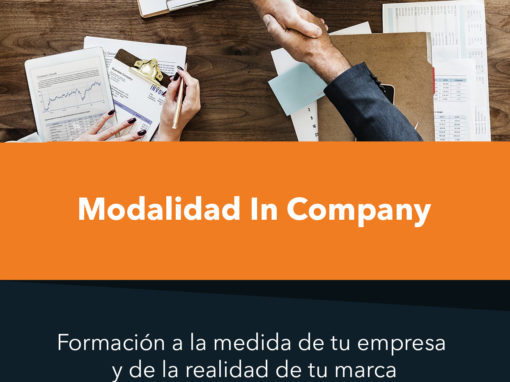 Modalidad In Company
Formación a la medida de tu empresa
y de la realidad de tu marca